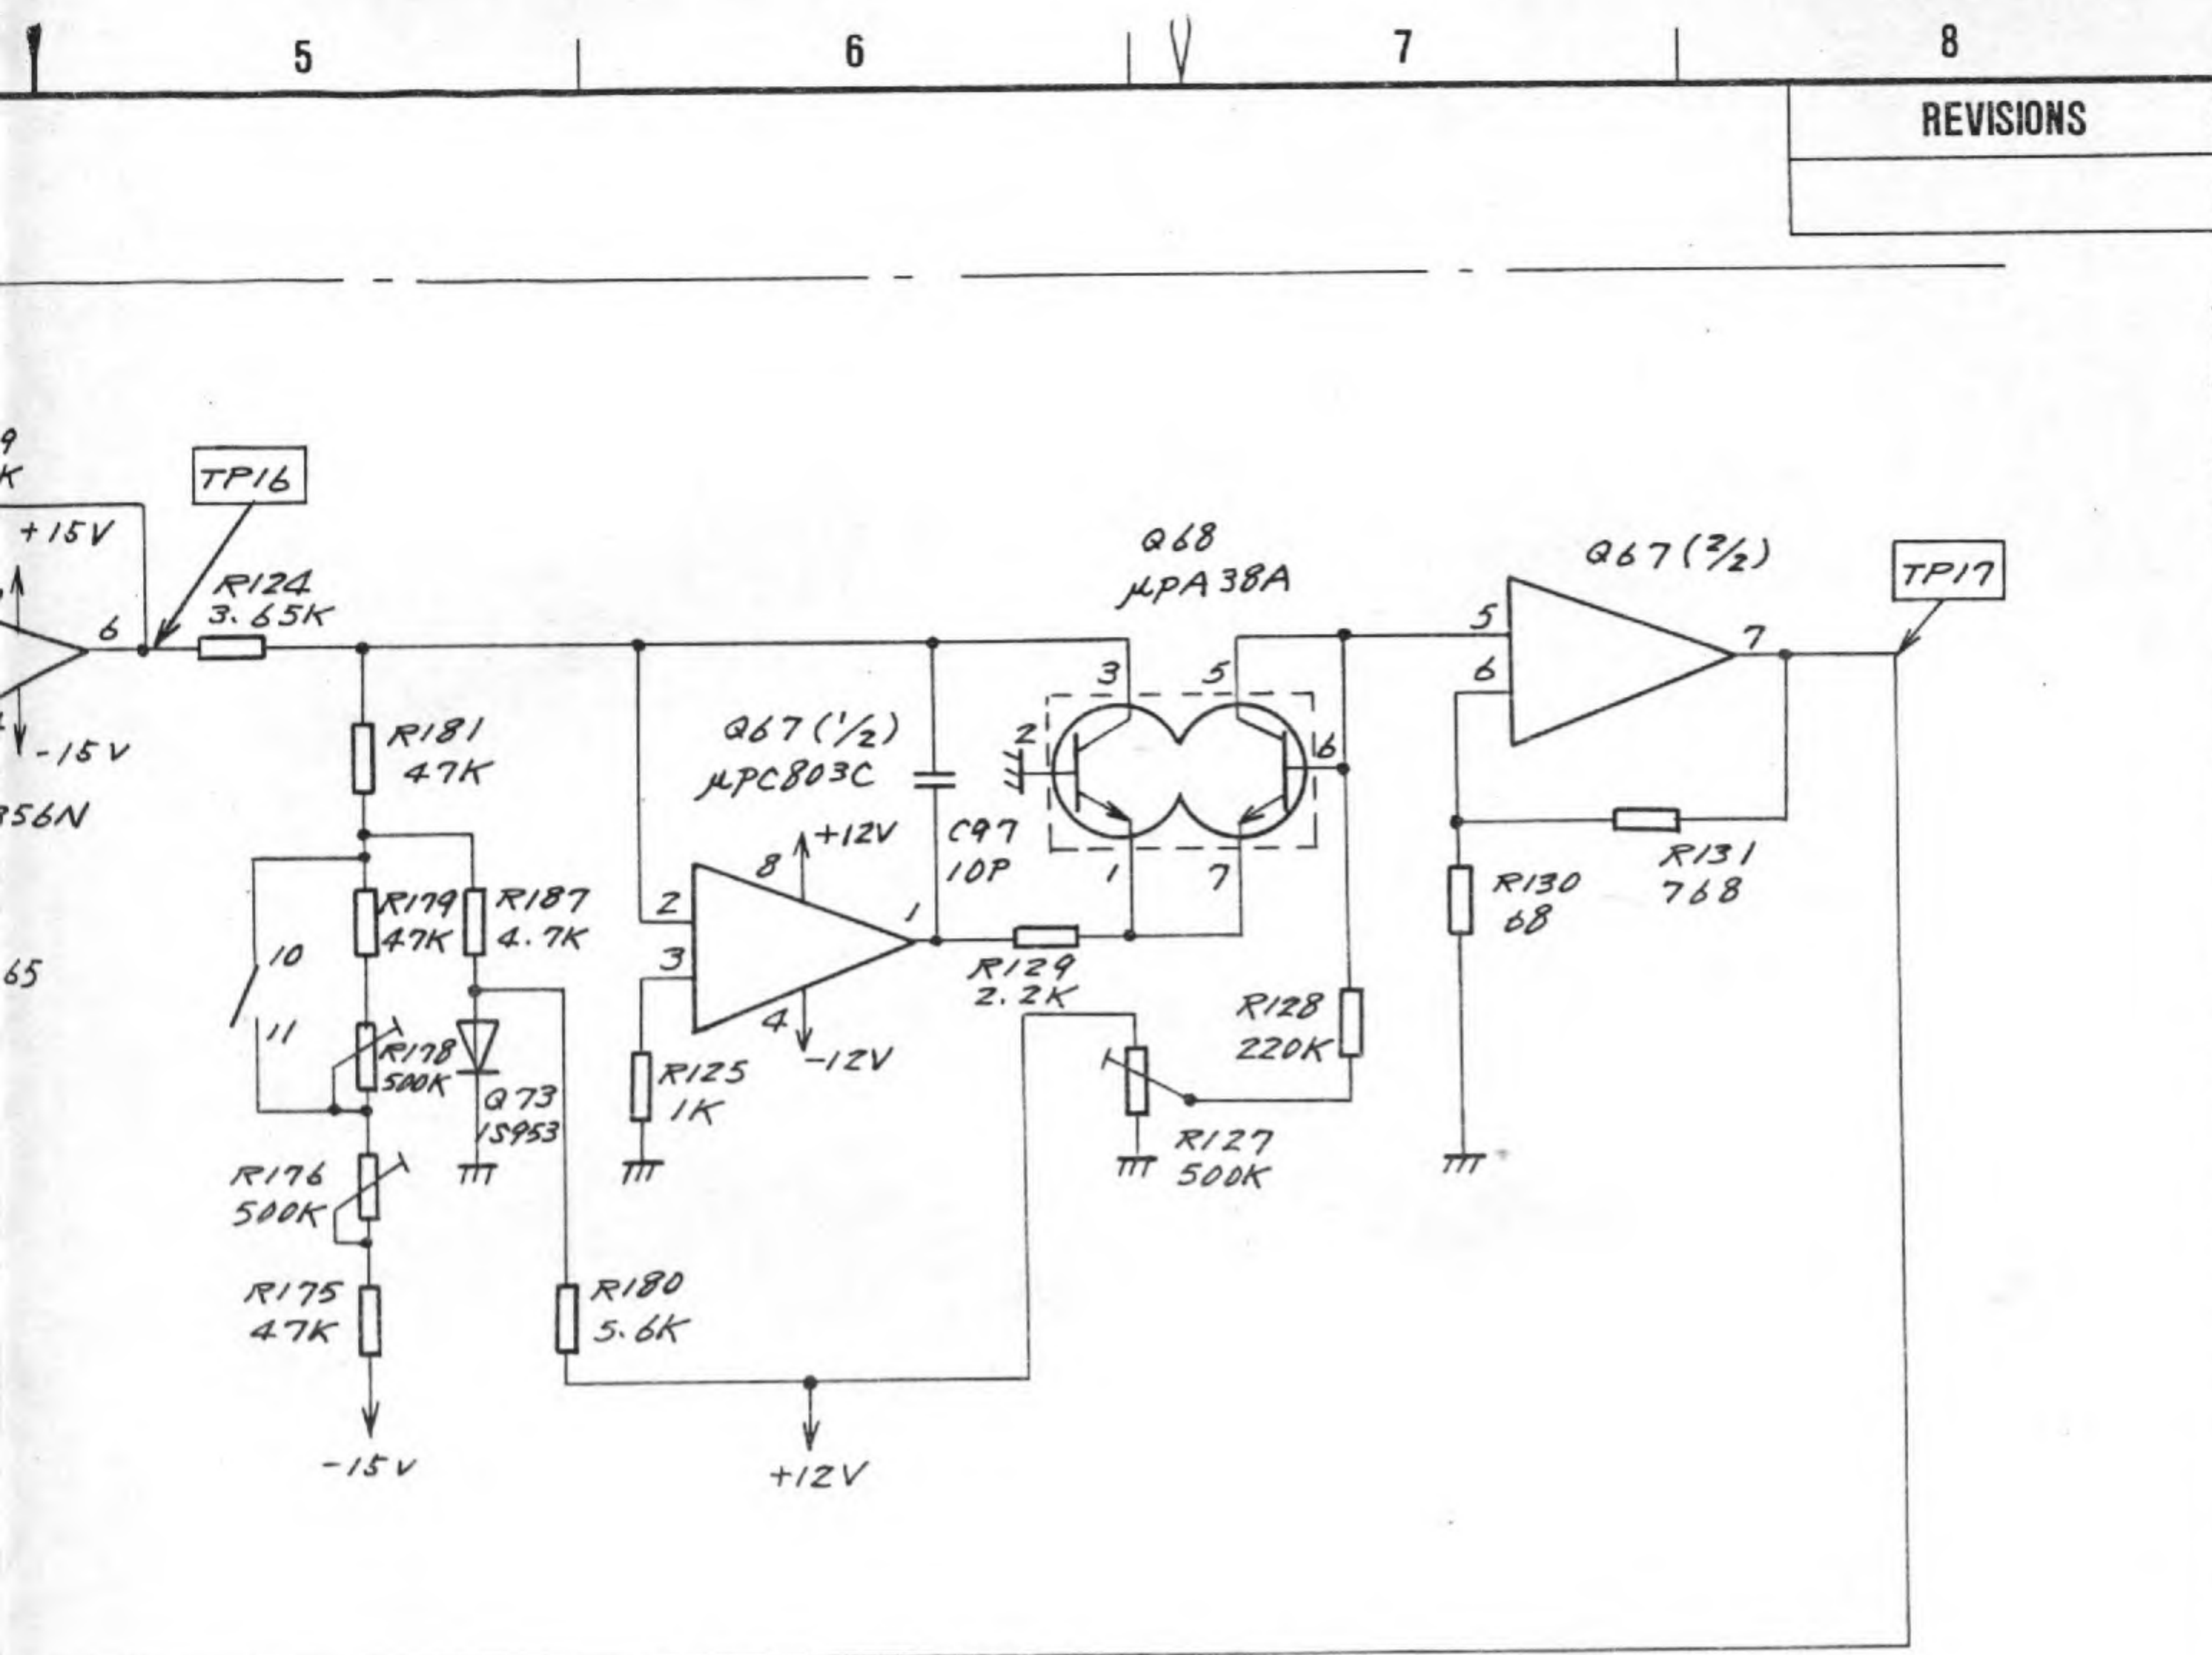 5
6
7
8
REVISIONS
9
K
+15V
TP16
R124
3.65K
6
-15V
356N
65
R181
47K
10
11
R179
47K
R187
4.7K
R178
500K
Q73
1S953
R176
500K
R175
47K
-15V
R180
5.6K
+12V
Q67(1/2)
μPC803C
+12V
8
2
3
1
4
-12V
R125
1K
C97
10P
R129
2.2K
Q68
μPA38A
3
5
2
6
1
7
R128
220K
R127
500K
Q67(2/2)
5
6
7
TP17
R131
768
R130
68